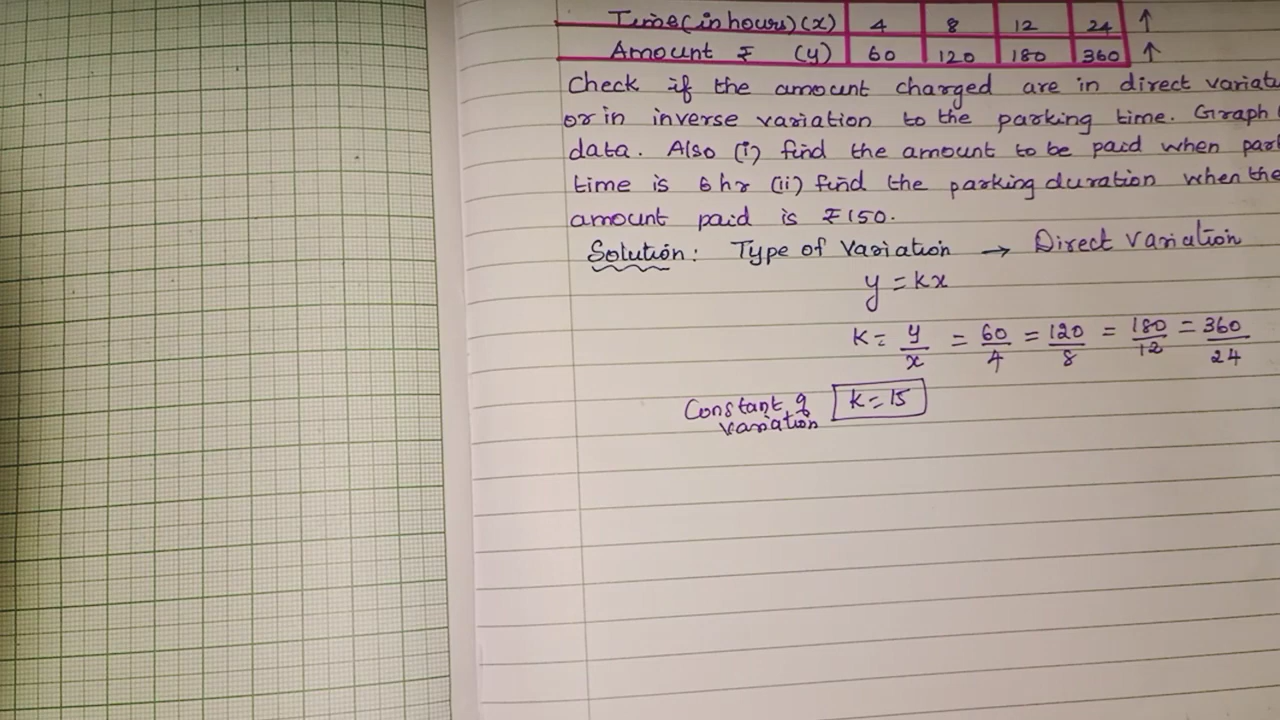 Time (in hours) (x) 4 8 12 24 ↑
Amount ₹ (y) 60 120 180 360 ↑
Check if the amount charged are in direct variat
or in inverse variation to the parking time. Graph
data. Also (i) find the amount to be paid when par
time is 6 hr (ii) find the parking duration when the
amount paid is ₹150.
Solution: Type of Variation → Direct Variation
y = kx
K = y/x = 60/4 = 120/8 = 180/12 = 360/24
Constant of variation K = 15